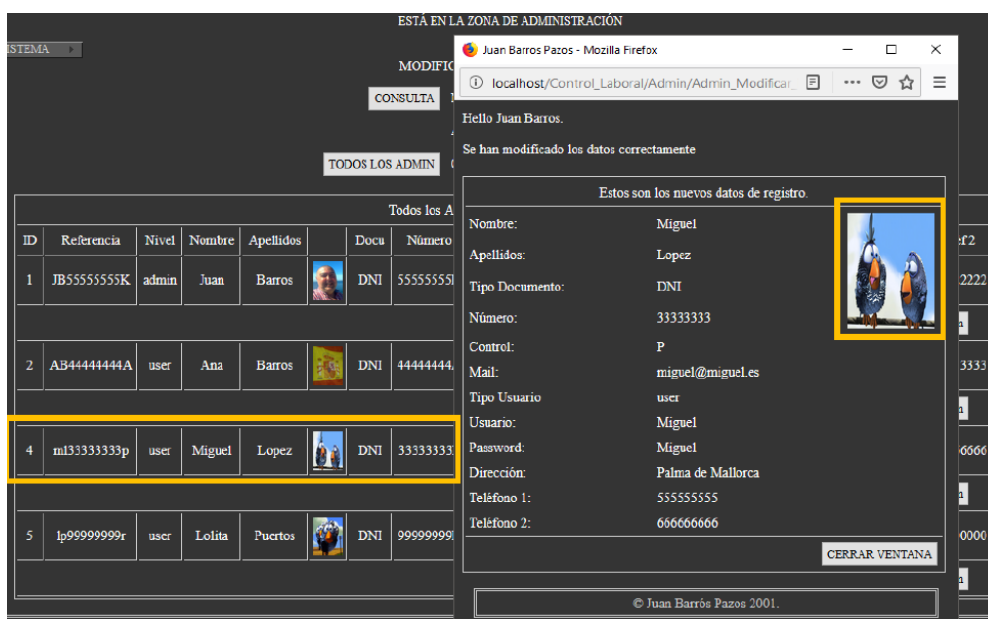 ESTÁ EN LA ZONA DE ADMINISTRACIÓN
Juan Barros Pazos - Mozilla Firefox
localhost/Control_Laboral/Admin/Admin_Modificar_
CONSULTA
TODOS LOS ADMIN
Hello Juan Barros.
Se han modificado los datos correctamente
Todos los A
ID Referencia Nivel Nombre Apellidos Docu Número
1 JB55555555K admin Juan Barros DNI
2 AB44444444A user Ana Barros DNI
4 ml33333333p user Miguel Lopez DNI
5 lp99999999r user Lolita Puertos DNI
Estos son los nuevos datos de registro.
Nombre: Miguel
Apellidos: Lopez
Tipo Documento: DNI
Número: 33333333
Control: P
Mail: miguel@miguel.es
Tipo Usuario user
Usuario: Miguel
Password: Miguel
Dirección: Palma de Mallorca
Teléfono 1: 555555555
Teléfono 2: 666666666
CERRAR VENTANA
© Juan Barrós Pazos 2001.